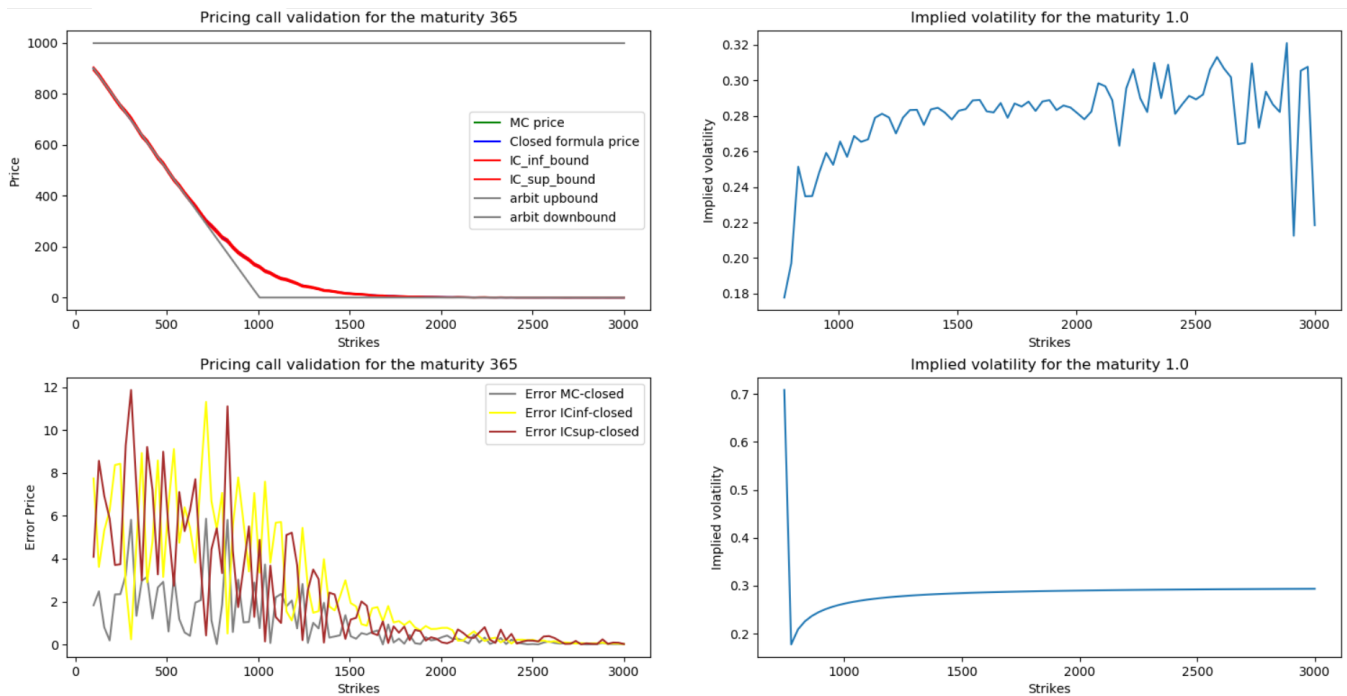 Pricing call validation for the maturity 365
Price
1000
800
600
400
200
0
MC price
Closed formula price
IC_inf_bound
IC_sup_bound
arbit upbound
arbit downbound
0 500 1000 1500 2000 2500 3000
Strikes
Implied volatility for the maturity 1.0
Implied volatility
0.32
0.30
0.28
0.26
0.24
0.22
0.20
0.18
1000 1500 2000 2500 3000
Strikes
Pricing call validation for the maturity 365
Error Price
12
10
8
6
4
2
0
Error MC-closed
Error ICinf-closed
Error ICsup-closed
0 500 1000 1500 2000 2500 3000
Strikes
Implied volatility for the maturity 1.0
Implied volatility
0.7
0.6
0.5
0.4
0.3
0.2
1000 1500 2000 2500 3000
Strikes